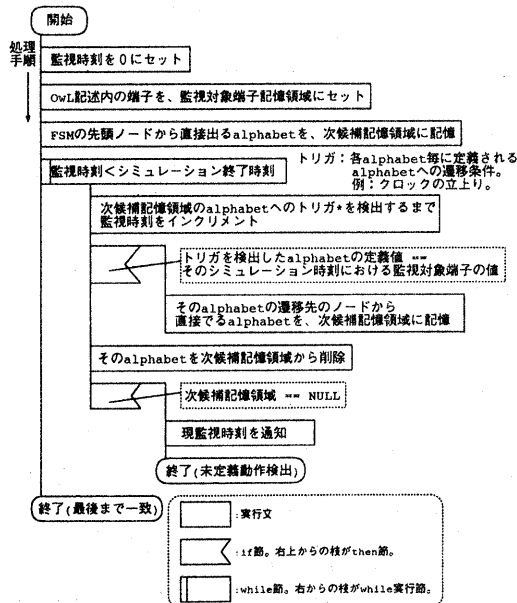 開始
処理
手順
監視時刻を0にセット
OwL記述内の端子を、監視対象端子記憶領域にセット
FSMの先頭ノードから直接出るalphabetを、次候補記憶領域に記憶
監視時刻<シミュレーション終了時刻
トリガ:各alphabet毎に定義される
alphabetへの遷移条件。
例:クロックの立上り。
次候補記憶領域のalphabetへのトリガ*を検出するまで
監視時刻をインクリメント
トリガを検出したalphabetの定義値 ==
そのシミュレーション時刻における監視対象端子の値
そのalphabetの遷移先のノードから
直接でるalphabetを、次候補記憶領域に記憶
そのalphabetを次候補記憶領域から削除
次候補記憶領域 == NULL
現監視時刻を通知
終了(未定義動作検出)
終了(最後まで一致)
:実行文
:if節。右上からの枝がthen節。
:while節。右からの枝がwhile実行節。